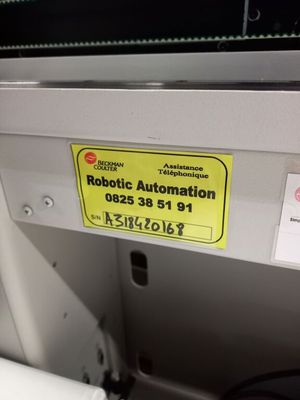 BECKMAN
COULTER
Assistance
Téléphonique
Robotic Automation
0825 38 51 91
S/N A318420168